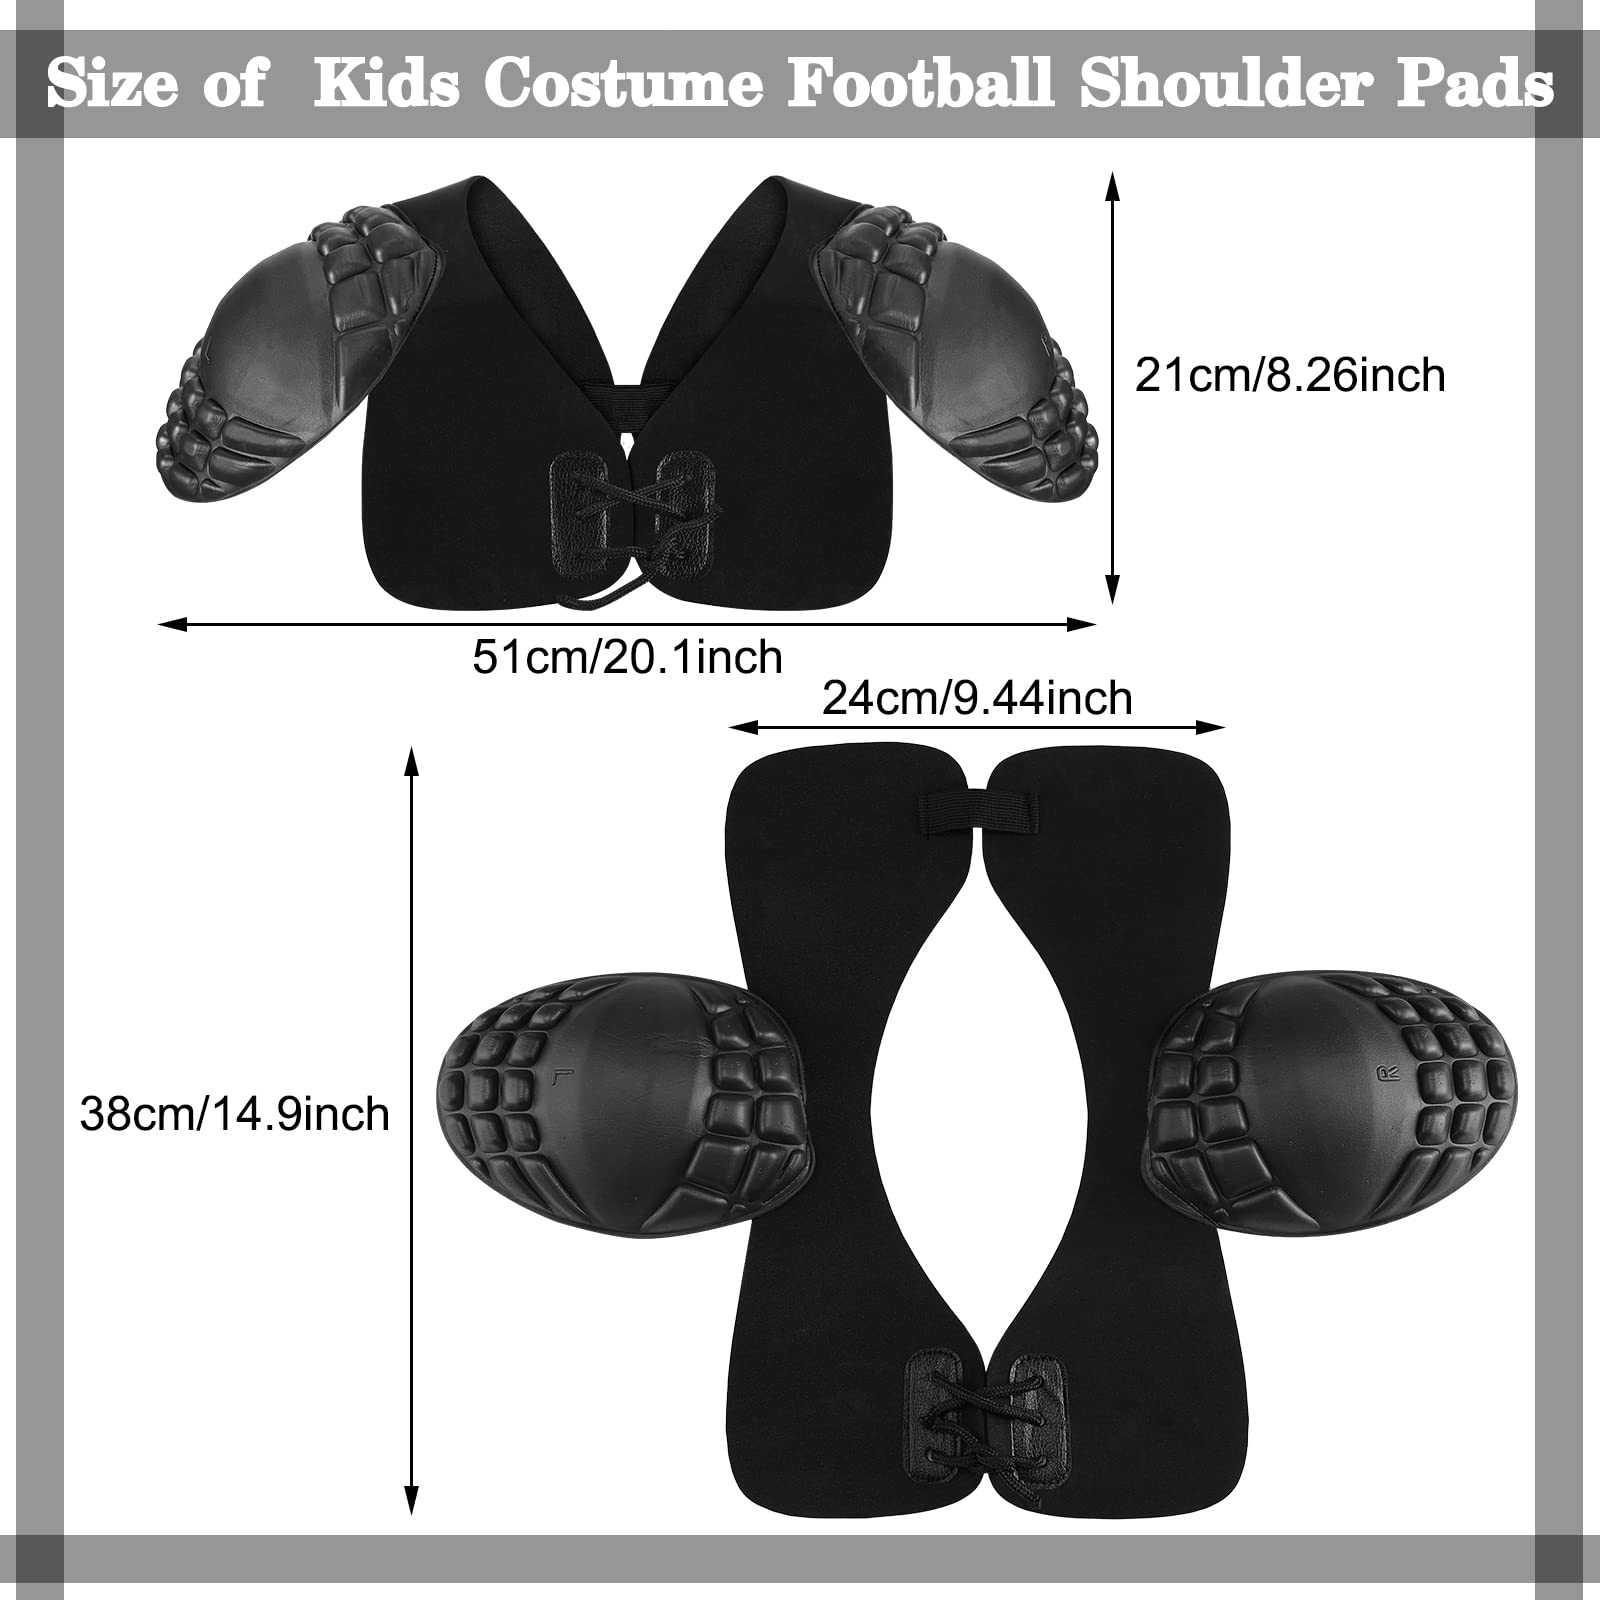 Size of Kids Costume Football Shoulder Pads
21cm/8.26inch
51cm/20.1inch
24cm/9.44inch
38cm/14.9inch
L
R